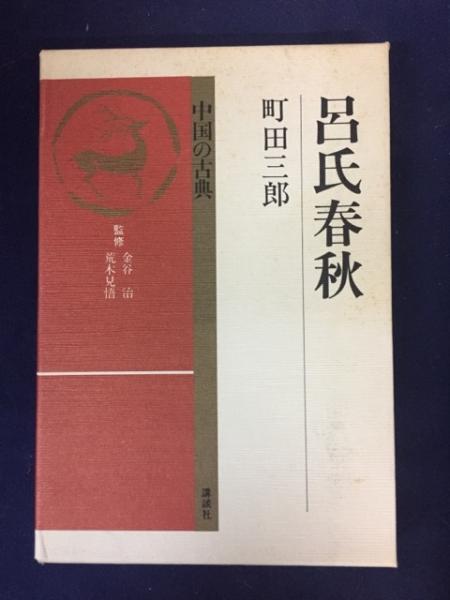 呂氏春秋
町田三郎
中国の古典
監修 金谷 治
荒木見悟
講談社